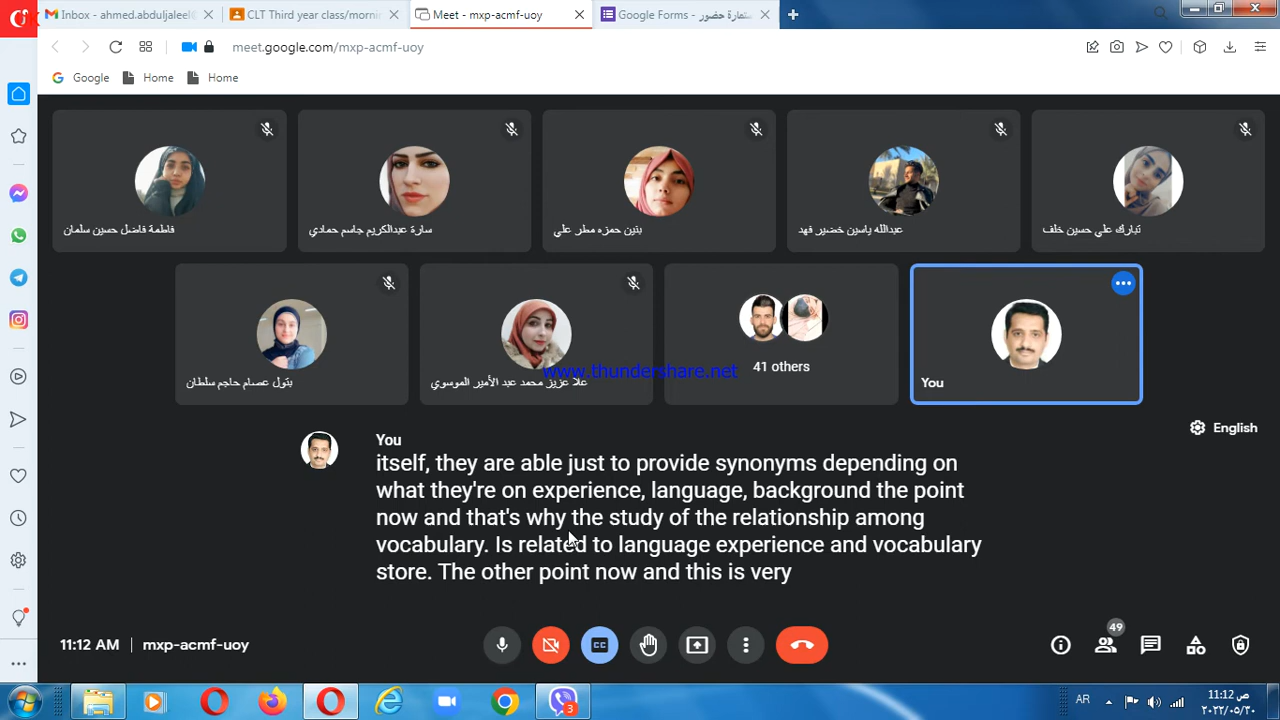 Inbox - ahmed.abduljaleel@
CLT Third year class/morni
Meet - mxp-acmf-uoy
Google Forms - استمارة حضور
meet.google.com/mxp-acmf-uoy
Google
Home
Home
فاطمة فاضل حسين سلمان
سارة عبدالكريم جاسم حمادي
بنين حمزه مطر علي
عبدالله ياسين خضير فهد
تبارك علي حسين خلف
بتول عصام حاجم سلطان
علا عزيز محمد عبد الأمير الموسوي
41 others
You
www.thundershare.net
English
You
itself, they are able just to provide synonyms depending on
what they're on experience, language, background the point
now and that's why the study of the relationship among
vocabulary. Is related to language experience and vocabulary
store. The other point now and this is very
11:12 AM
mxp-acmf-uoy
CC
49
3
AR
11:12 ص
٢٠٢٢/٠٥/٣٠